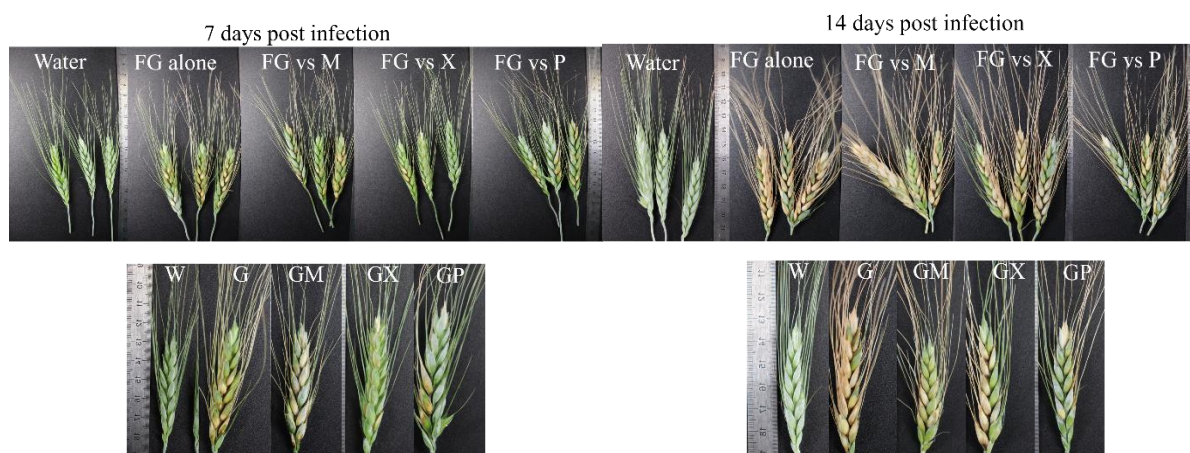 7 days post infection
14 days post infection
Water FG alone FG vs M FG vs X FG vs P
Water FG alone FG vs M FG vs X FG vs P
W G GM GX GP
W G GM GX GP